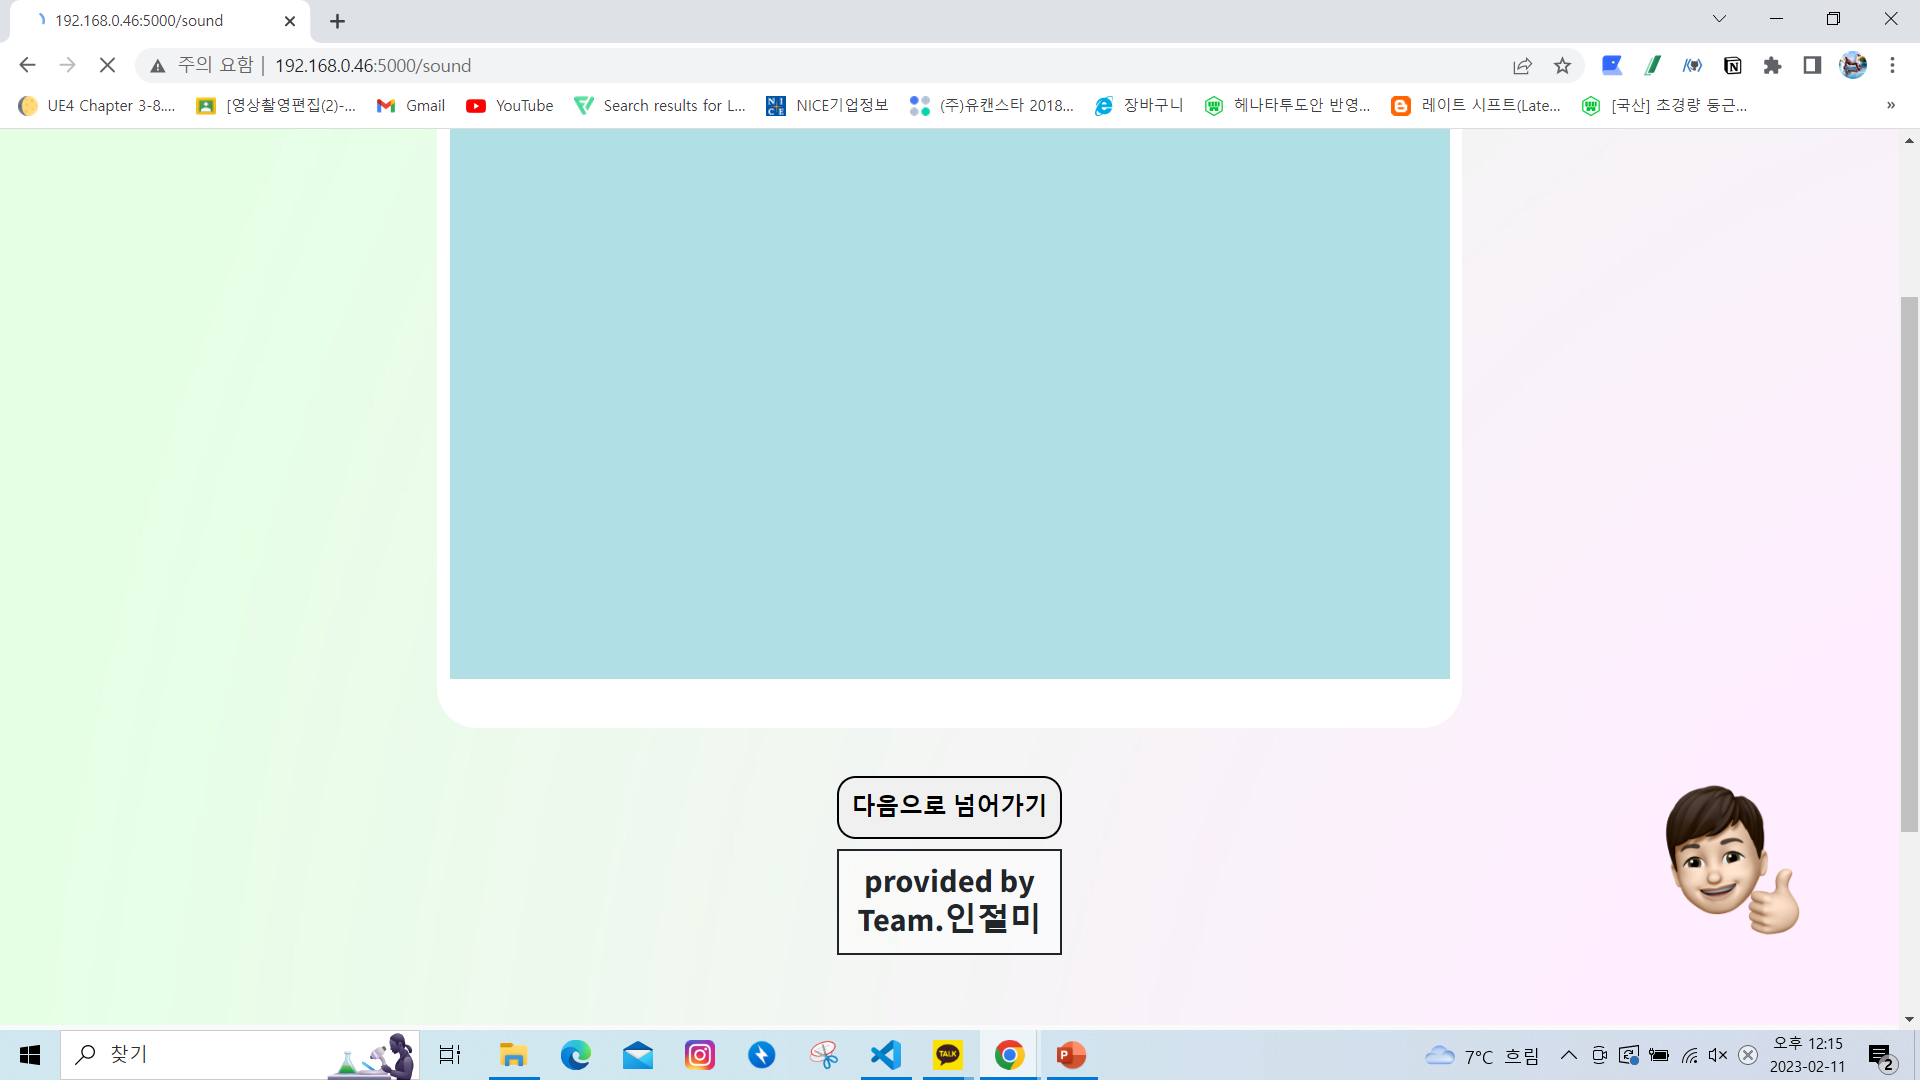 192.168.0.46:5000/sound
주의 요함 | 192.168.0.46:5000/sound
UE4 Chapter 3-8.... [영상촬영편집(2)-... Gmail YouTube Search results for L... NICE기업정보 (주)유캔스타 2018... 장바구니 헤나타투도안 반영... 레이트 시프트(Late... [국산] 초경량 둥근... »
다음으로 넘어가기
provided by
Team.인절미
찾기
TALK
7°C 흐림
오후 12:15
2023-02-11
2